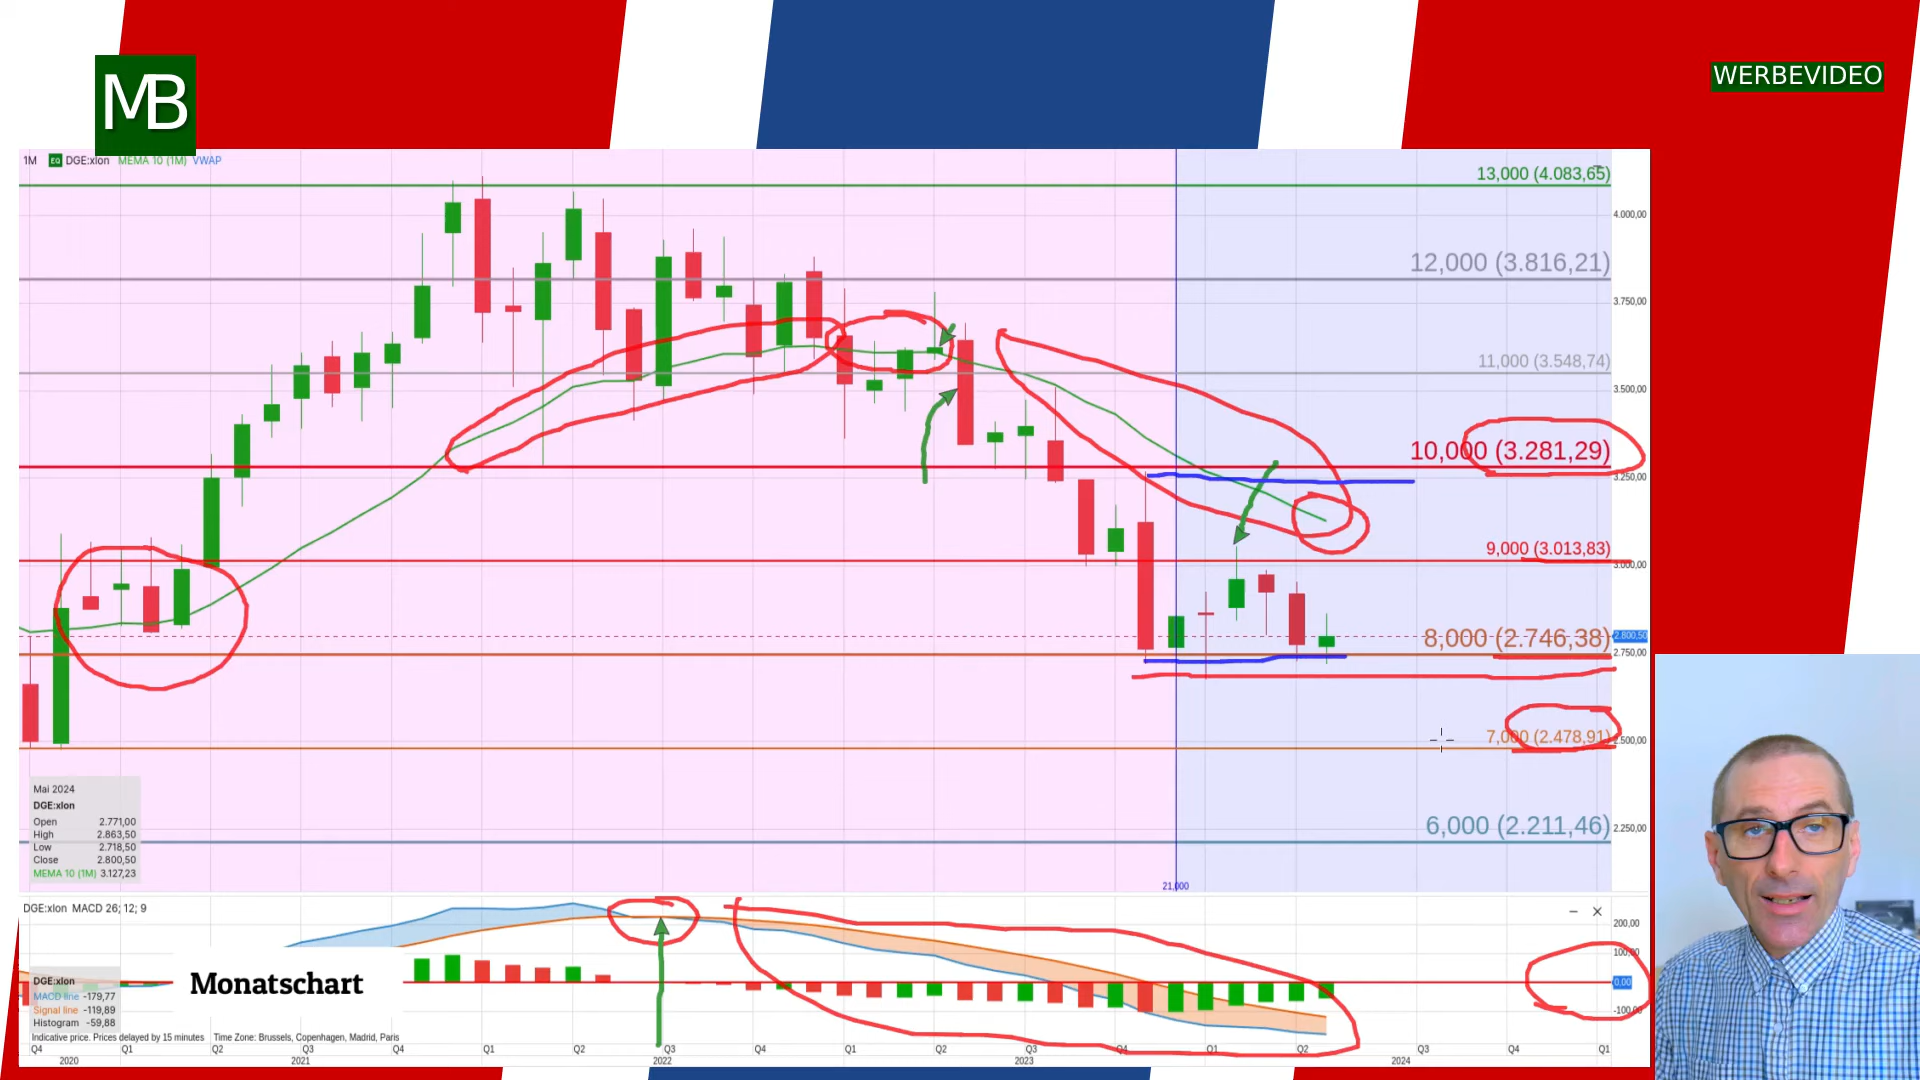 MB
WERBEVIDEO
1M EQ DGE:xlon MEMA 10 (1M) VWAP
13,000 (4.083,65)
4.000,00
12,000 (3.816,21)
3.750,00
11,000 (3.548,74)
3.500,00
10,000 (3.281,29)
3.250,00
9,000 (3.013,83)
3.000,00
8,000 (2.746,38)
2.800,50
2.750,00
7,000 (2.478,91)
2.500,00
6,000 (2.211,46)
2.250,00
Mai 2024
DGE:xlon
Open 2.771,00
High 2.863,50
Low 2.718,50
Close 2.800,50
MEMA 10 (1M) 3.127,23
21,000
DGE:xlon MACD 26; 12; 9
200,00
100,00
0,00
-100,00
Monatschart
DGE:xlon
MACD line -179,77
Signal line -119,89
Histogram -59,88
Indicative price. Prices delayed by 15 minutes Time Zone: Brussels, Copenhagen, Madrid, Paris
Q4 Q1 Q2 Q3 Q4 Q1 Q2 Q3 Q4 Q1 Q2 Q3 Q4 Q1 Q2 Q3 Q4 Q1
2020 2021 2022 2023 2024